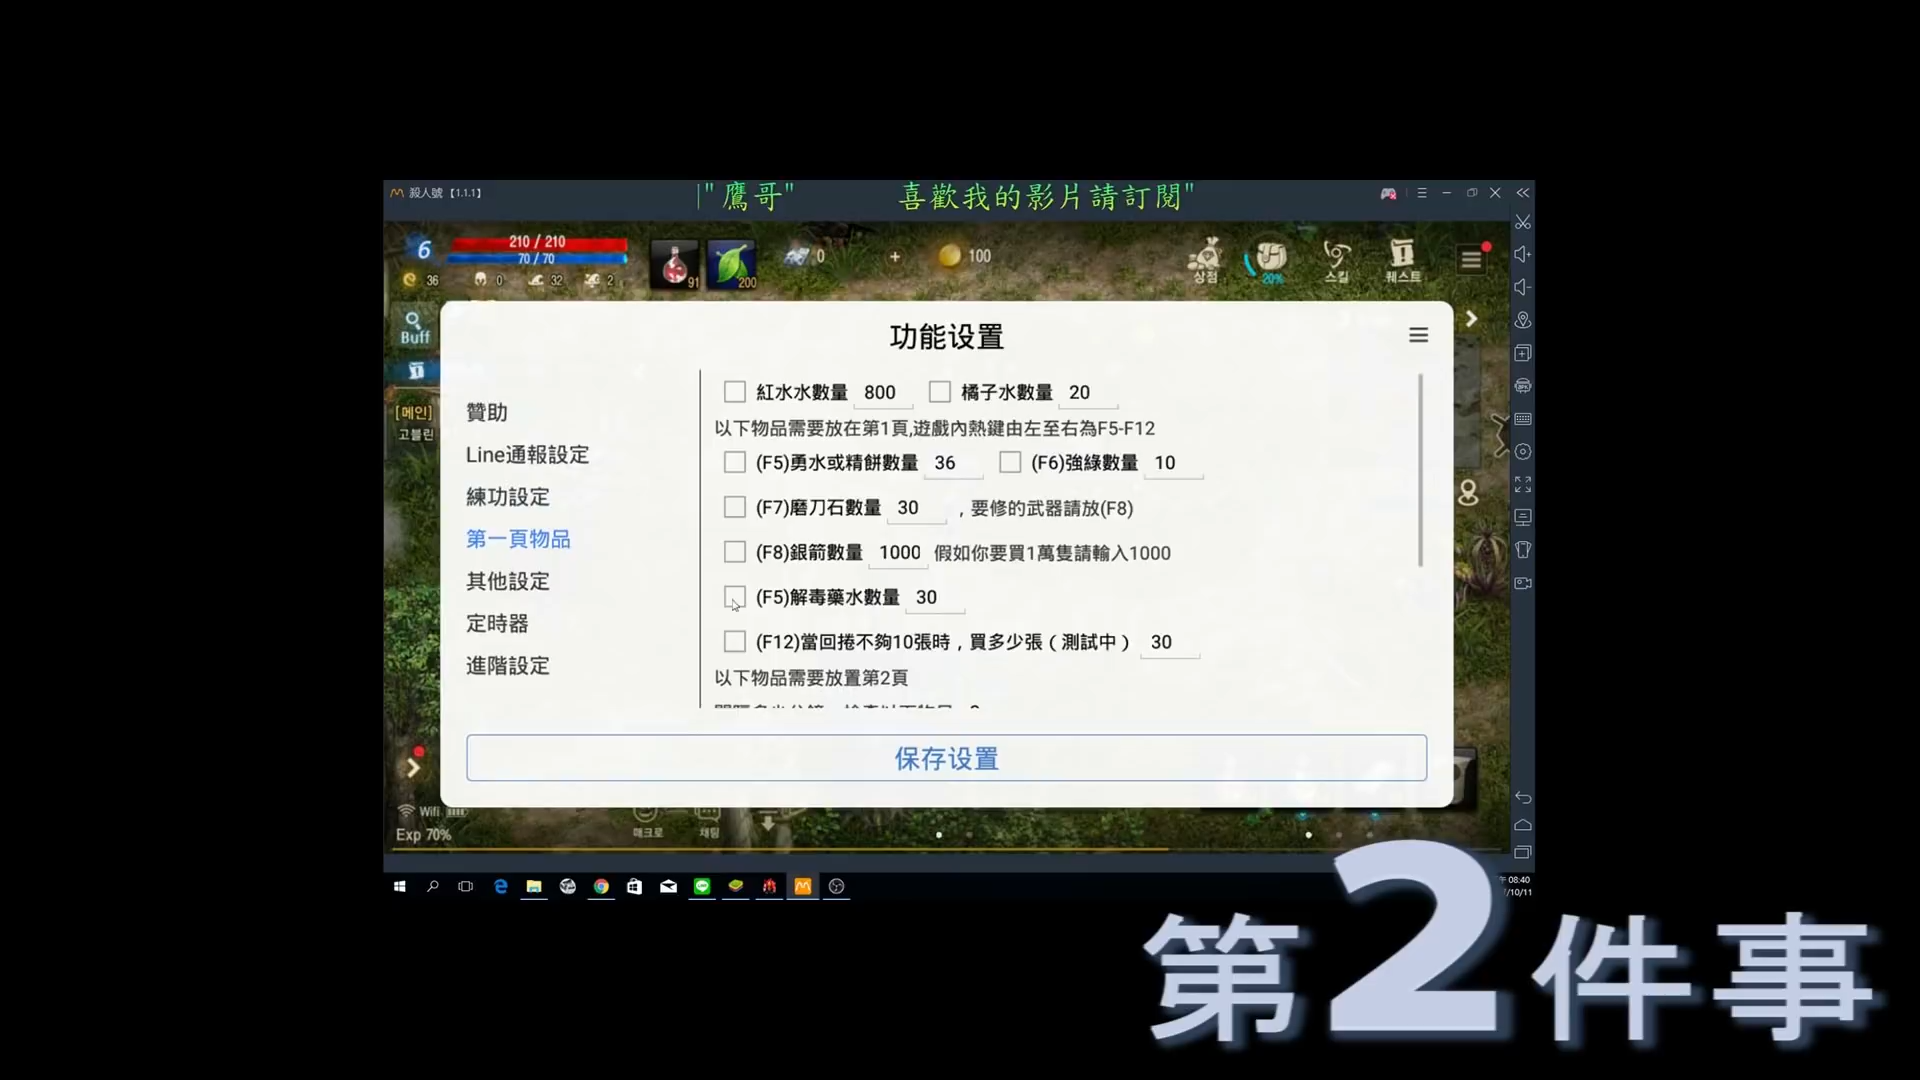 殺人號【1.1.1】
"鷹哥" 喜歡我的影片請訂閱"
6
210 / 210
70 / 70
36 0 32 2
91
200
0
100
상점
20%
스킬
퀘스트
Buff
[메인]
고블린
功能设置
贊助
Line通報設定
練功設定
第一頁物品
其他設定
定時器
進階設定
紅水水數量 800 橘子水數量 20
以下物品需要放在第1頁,遊戲內熱鍵由左至右為F5-F12
(F5)勇水或精餅數量 36 (F6)強綠數量 10
(F7)磨刀石數量 30 ，要修的武器請放(F8)
(F8)銀箭數量 1000 假如你要買1萬隻請輸入1000
(F5)解毒藥水數量 30
(F12)當回捲不夠10張時，買多少張（測試中） 30
以下物品需要放置第2頁
保存设置
Wifi
Exp 70%
매크로
채팅
08:40
/10/11
第2件事